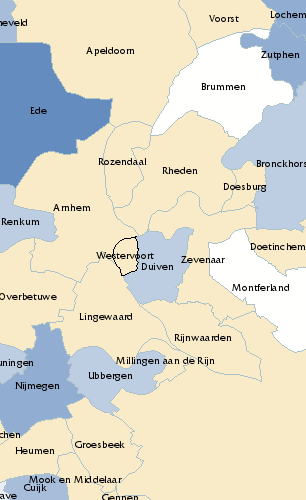 Lochem
neveld
Voorst
Apeldoorn
Zutphen
Brummen
Ede
Rozendaal
Rheden
Bronckhors
Doesburg
Arnhem
Renkum
Doetinchem
Westervoort
Duiven
Zevenaar
Montferland
Overbetuwe
Lingewaard
Rijnwaarden
Millingen aan de Rijn
uningen
Ubbergen
Nijmegen
chen
Groesbeek
Heumen
Mook en Middelaar
Cuijk
ave
Gennep